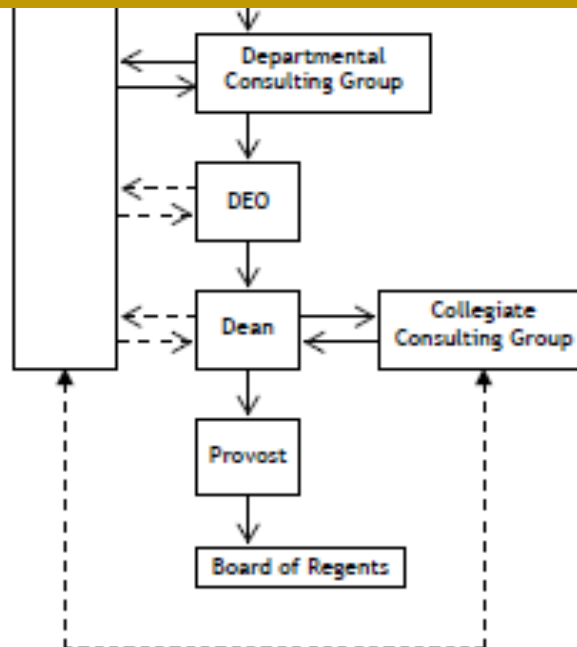 Departmental
Consulting Group
DEO
Dean
Collegiate
Consulting Group
Provost
Board of Regents